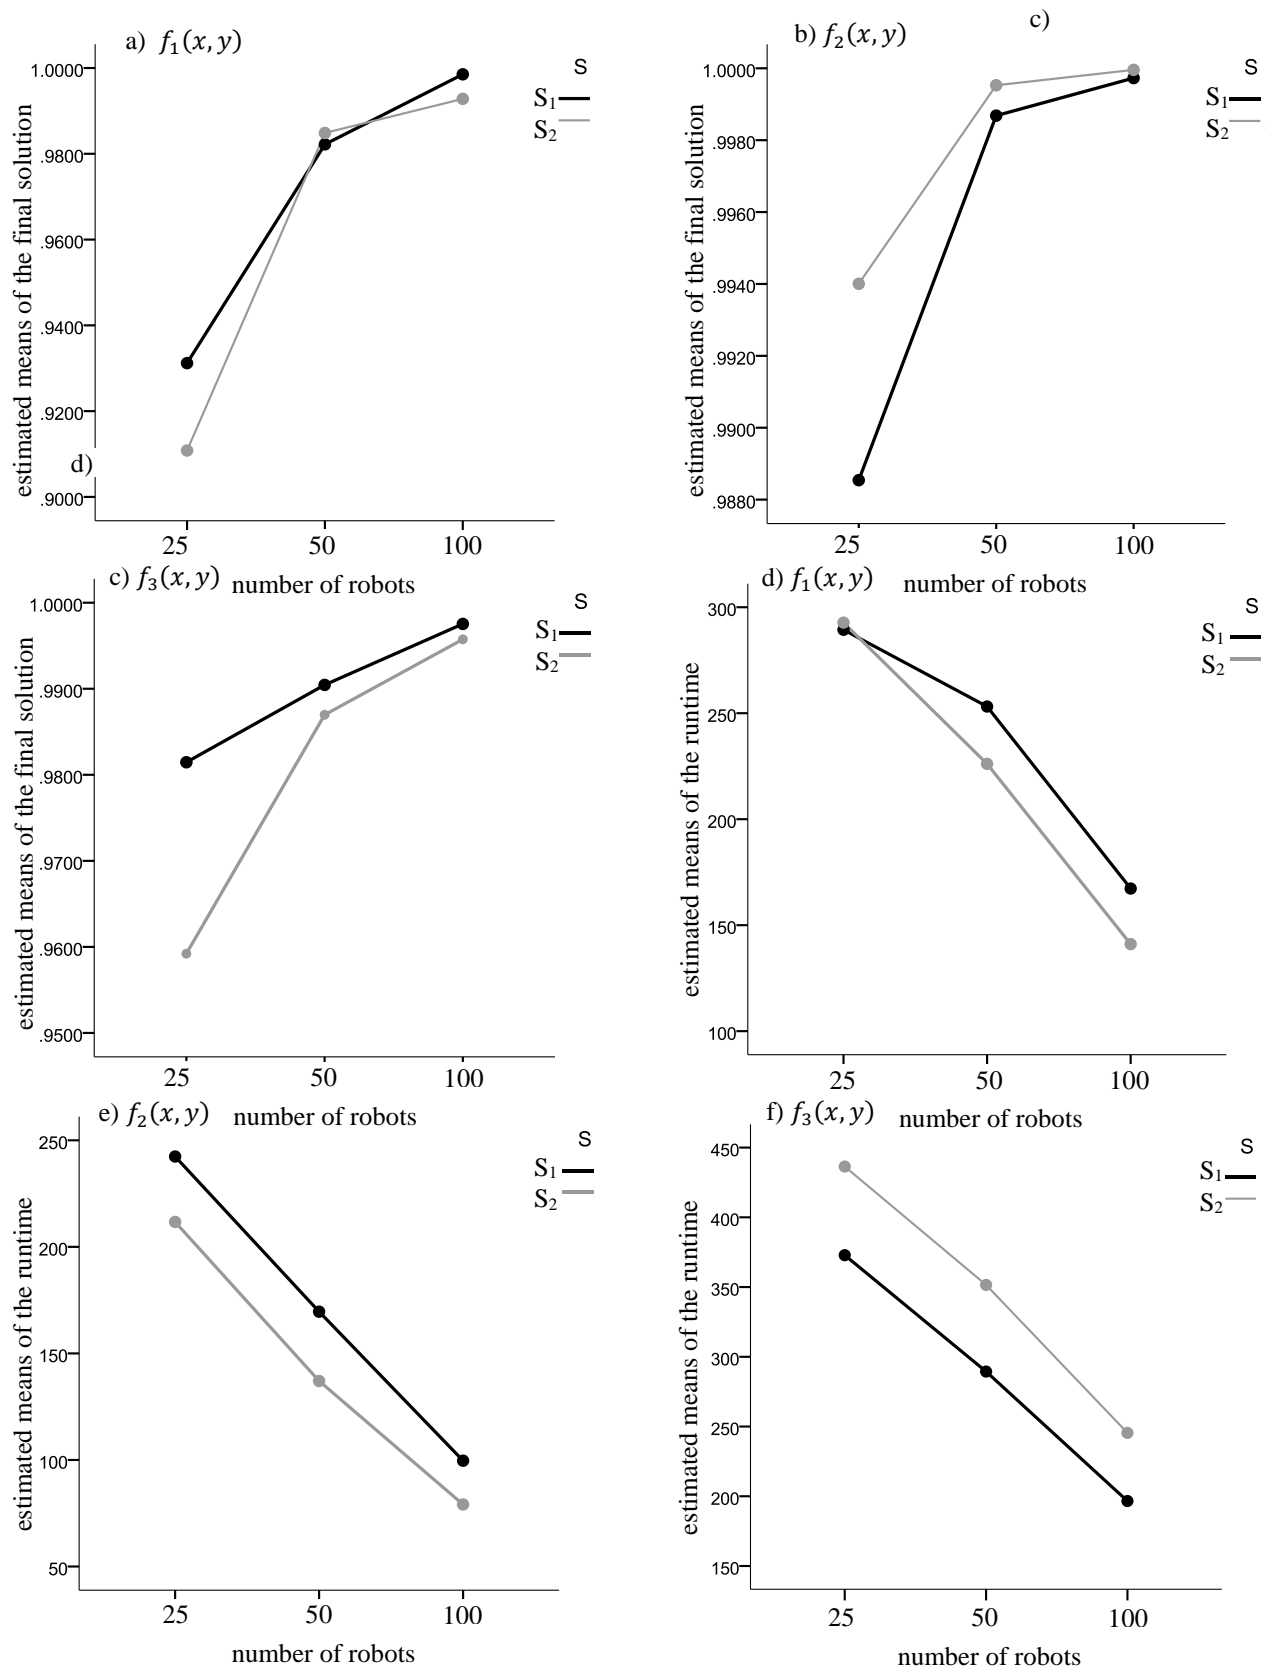 a) f₁(x, y)
S
S₁
S₂
estimated means of the final solution
1.0000
.9800
.9600
.9400
.9200
d)
.9000
25 50 100
number of robots
c)
b) f₂(x, y)
S
S₁
S₂
estimated means of the final solution
1.0000
.9980
.9960
.9940
.9920
.9900
.9880
25 50 100
number of robots
c) f₃(x, y)
S
S₁
S₂
estimated means of the final solution
1.0000
.9900
.9800
.9700
.9600
.9500
25 50 100
number of robots
d) f₁(x, y)
S
S₁
S₂
estimated means of the runtime
300
250
200
150
100
25 50 100
number of robots
e) f₂(x, y)
S
S₁
S₂
estimated means of the runtime
250
200
150
100
50
25 50 100
number of robots
f) f₃(x, y)
S
S₁
S₂
estimated means of the runtime
450
400
350
300
250
200
150
25 50 100
number of robots